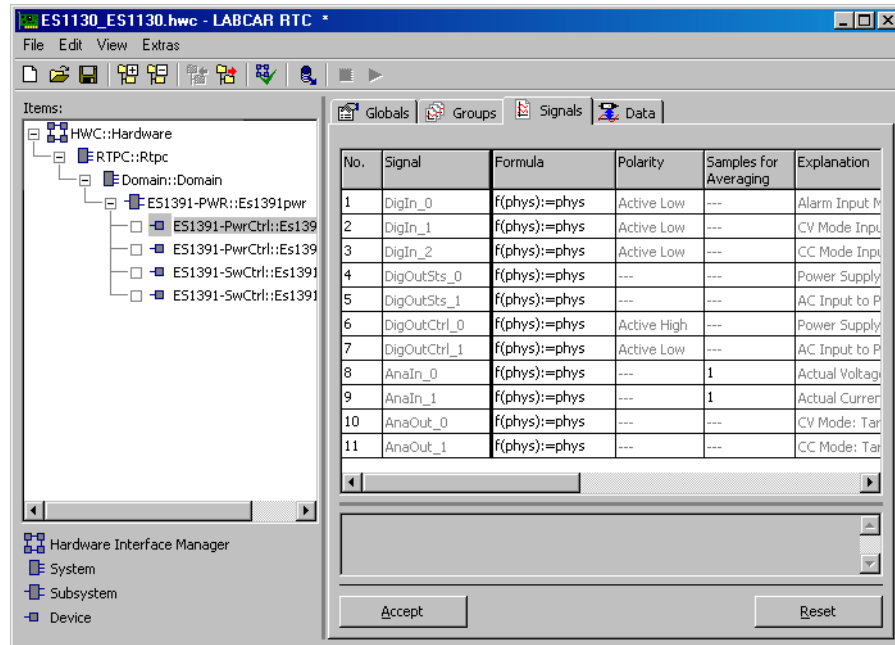 ES1130_ES1130.hwc - LABCAR RTC *
File Edit View Extras
Items:
HWC::Hardware
RTPC::Rtpc
Domain::Domain
ES1391-PWR::Es1391pwr
ES1391-PwrCtrl::Es139
ES1391-PwrCtrl::Es139
ES1391-SwCtrl::Es1391
ES1391-SwCtrl::Es1391
Hardware Interface Manager
System
Subsystem
Device
Globals Groups Signals Data
No. Signal Formula Polarity Samples for Averaging Explanation
1 DigIn_0 f(phys):=phys Active Low --- Alarm Input M
2 DigIn_1 f(phys):=phys Active Low --- CV Mode Inpu
3 DigIn_2 f(phys):=phys Active Low --- CC Mode Inpu
4 DigOutSts_0 f(phys):=phys --- --- Power Supply
5 DigOutSts_1 f(phys):=phys --- --- AC Input to P
6 DigOutCtrl_0 f(phys):=phys Active High --- Power Supply
7 DigOutCtrl_1 f(phys):=phys Active Low --- AC Input to P
8 AnaIn_0 f(phys):=phys --- 1 Actual Voltag
9 AnaIn_1 f(phys):=phys --- 1 Actual Curren
10 AnaOut_0 f(phys):=phys --- --- CV Mode: Tar
11 AnaOut_1 f(phys):=phys --- --- CC Mode: Tar
Accept Reset